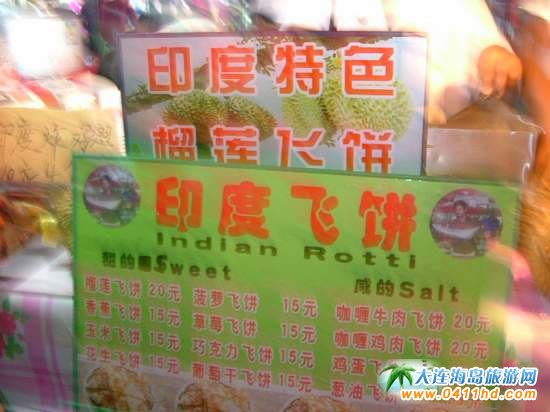 印度特色
榴莲飞饼
印度飞饼
Indian Rotti
甜的 Sweet
咸的Salt
榴莲飞饼 20元 菠萝飞饼 15元 咖喱牛肉飞饼 20元
香蕉飞饼 15元 草莓飞饼 15元 咖喱鸡肉飞饼 20元
玉米飞饼 15元 巧克力飞饼 15元 鸡蛋飞
花生飞饼 15元 葡萄干飞饼 15元 葱油飞饼
大连海岛旅游网
www.0411hd.com